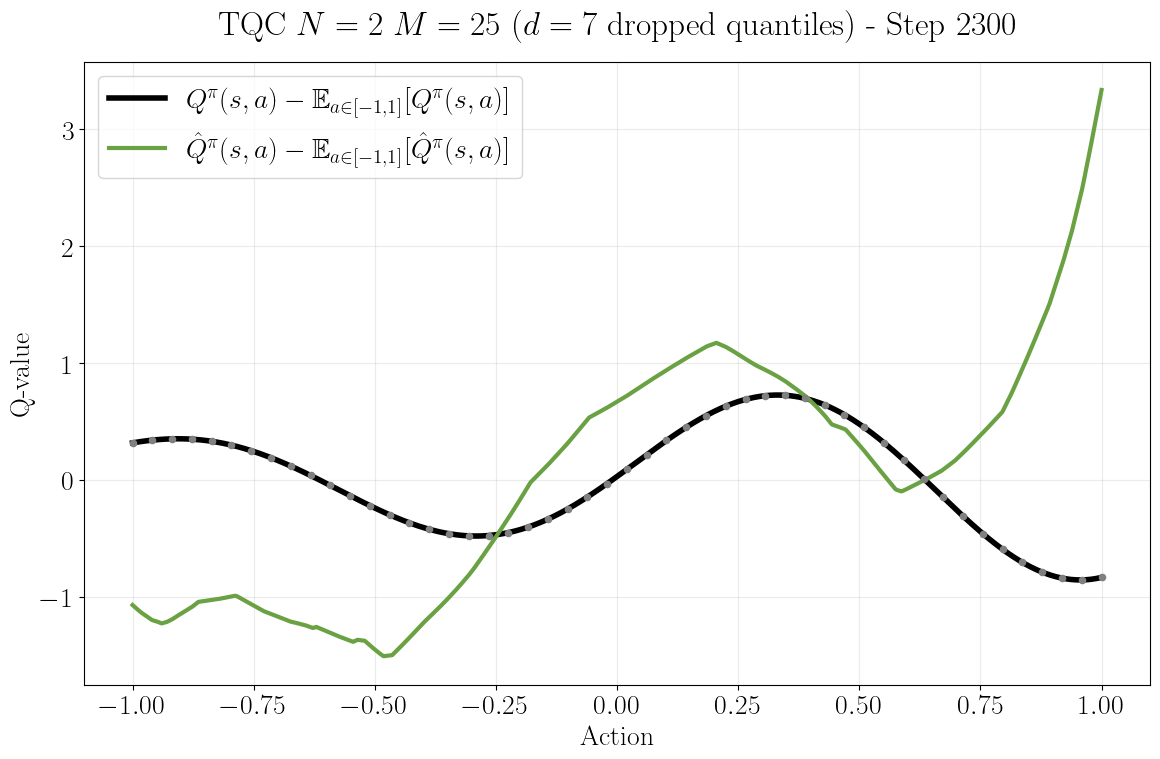 TQC N = 2 M = 25 (d = 7 dropped quantiles) - Step 2300
Q^π(s, a) − 𝔼_{a∈[−1,1]}[Q^π(s, a)]
Q̂^π(s, a) − 𝔼_{a∈[−1,1]}[Q̂^π(s, a)]
3
2
1
0
−1
Q-value
−1.00 −0.75 −0.50 −0.25 0.00 0.25 0.50 0.75 1.00
Action